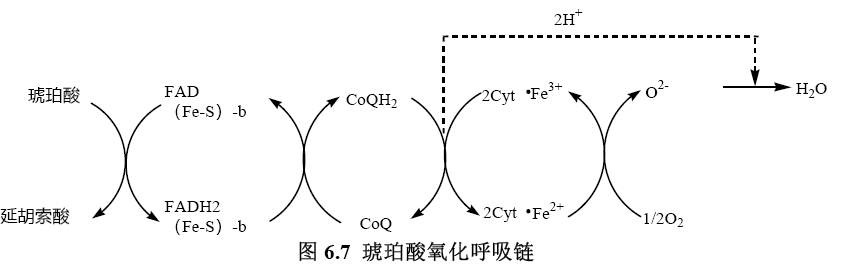 2H⁺
琥珀酸
FAD
（Fe-S）-b
CoQH₂
2Cyt •Fe³⁺
O²⁻
H₂O
延胡索酸
FADH2
（Fe-S）-b
CoQ
2Cyt •Fe²⁺
1/2O₂
图 6.7 琥珀酸氧化呼吸链